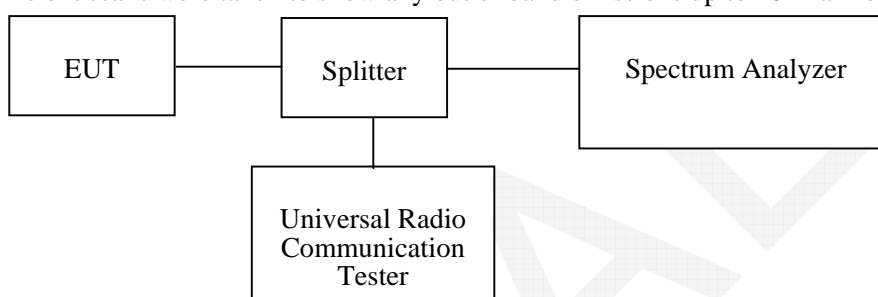 EUT
Splitter
Spectrum Analyzer
Universal Radio
Communication
Tester